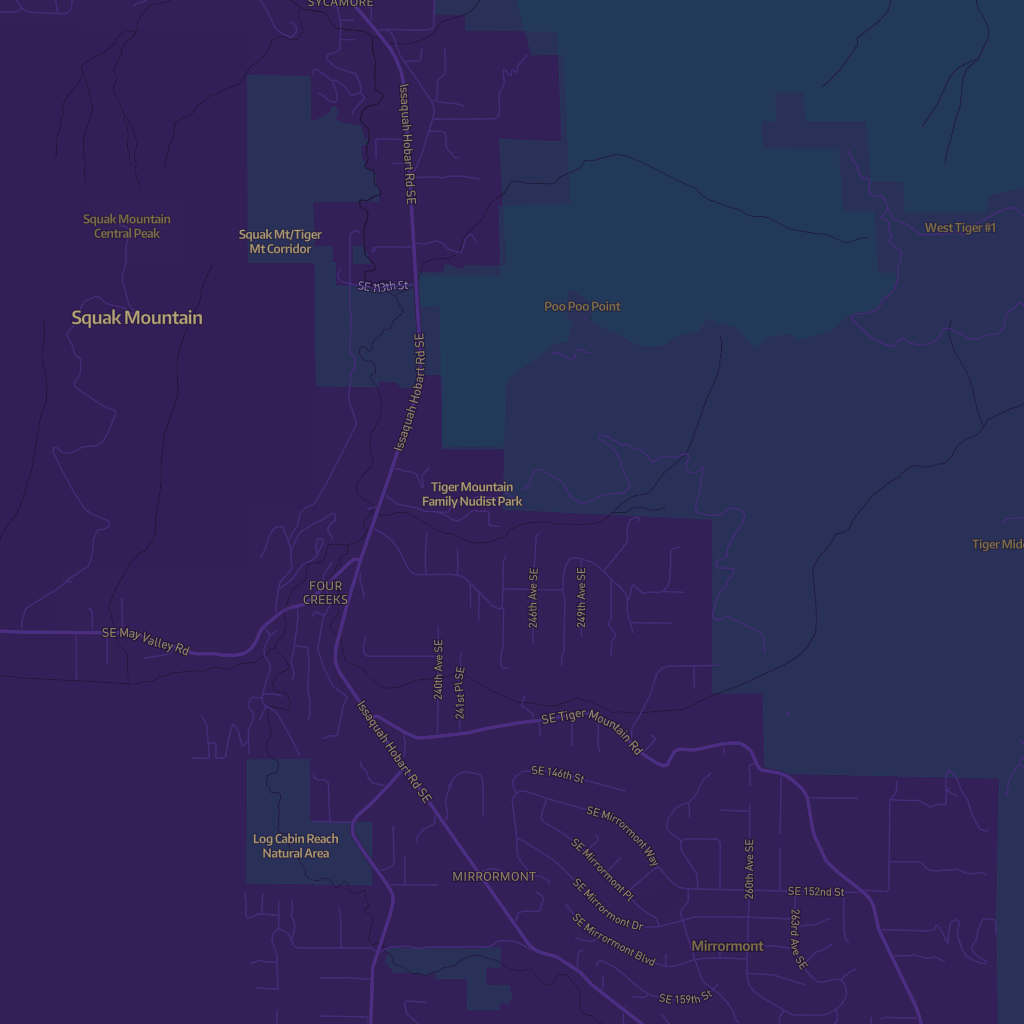 SYCAMORE
Issaquah Hobart Rd SE
Squak Mountain
Central Peak
Squak Mt/Tiger
Mt Corridor
West Tiger #1
SE 113th St
Poo Poo Point
Squak Mountain
Issaquah Hobart Rd SE
Tiger Mountain
Family Nudist Park
Tiger Mid
FOUR
CREEKS
246th Ave SE
249th Ave SE
SE May Valley Rd
240th Ave SE
241st Pl SE
SE Tiger Mountain Rd
Issaquah Hobart Rd SE
SE 146th St
SE Mirrormont Way
Log Cabin Reach
Natural Area
SE Mirrormont Pl
260th Ave SE
MIRRORMONT
SE 152nd St
SE Mirrormont Dr
263rd Ave SE
SE Mirrormont Blvd
Mirrormont
SE 159th St